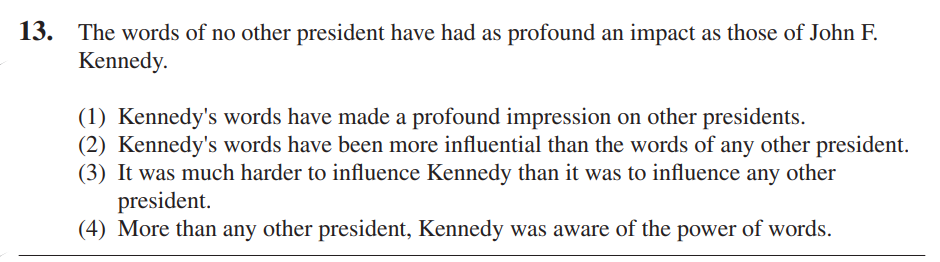 13. The words of no other president have had as profound an impact as those of John F.
Kennedy.
(1) Kennedy's words have made a profound impression on other presidents.
(2) Kennedy's words have been more influential than the words of any other president.
(3) It was much harder to influence Kennedy than it was to influence any other
president.
(4) More than any other president, Kennedy was aware of the power of words.